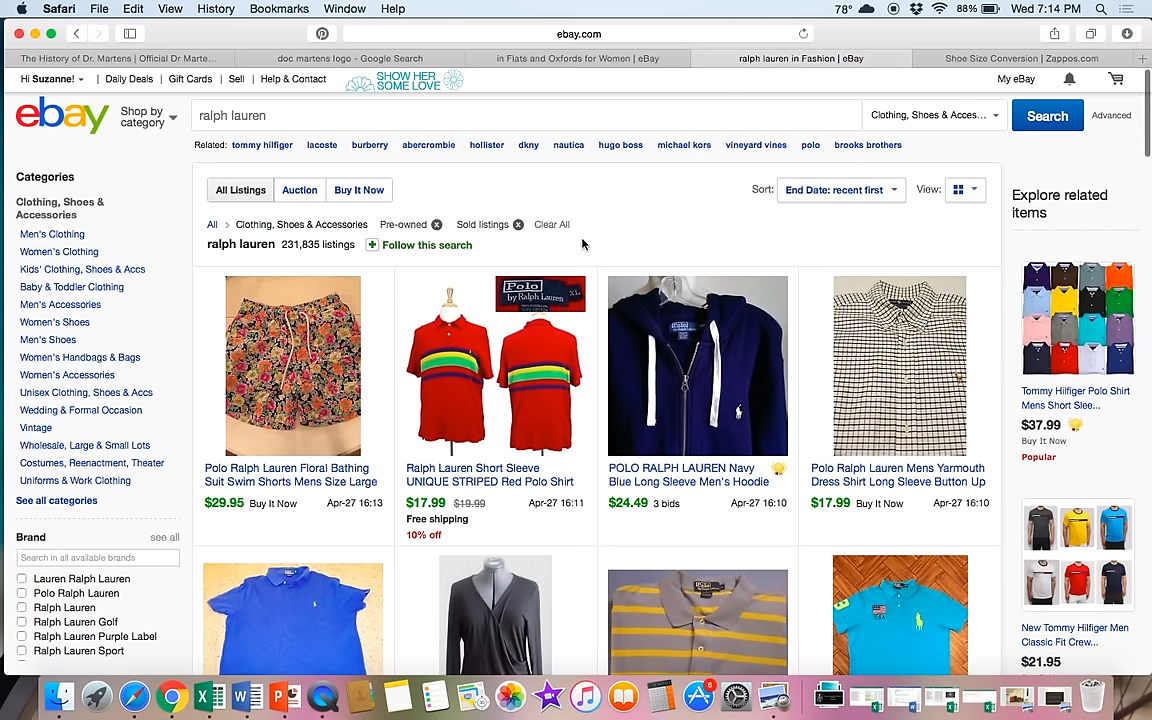 Safari File Edit View History Bookmarks Window Help 78° 88% Wed 7:14 PM
ebay.com
The History of Dr. Martens | Official Dr Marte...
doc martens logo - Google Search
in Flats and Oxfords for Women | eBay
ralph lauren in Fashion | eBay
Shoe Size Conversion | Zappos.com
Hi Suzanne! | Daily Deals | Gift Cards | Sell | Help & Contact
SHOW HER
SOME LOVE
My eBay
ebay
Shop by
category
ralph lauren
Clothing, Shoes & Acces...
Search
Advanced
Related: tommy hilfiger lacoste burberry abercrombie hollister dkny nautica hugo boss michael kors vineyard vines polo brooks brothers
Categories
Clothing, Shoes &
Accessories
Men's Clothing
Women's Clothing
Kids' Clothing, Shoes & Accs
Baby & Toddler Clothing
Men's Accessories
Women's Shoes
Men's Shoes
Women's Handbags & Bags
Women's Accessories
Unisex Clothing, Shoes & Accs
Wedding & Formal Occasion
Vintage
Wholesale, Large & Small Lots
Costumes, Reenactment, Theater
Uniforms & Work Clothing
See all categories
Brand see all
Search in all available brands
Lauren Ralph Lauren
Polo Ralph Lauren
Ralph Lauren
Ralph Lauren Golf
Ralph Lauren Purple Label
Ralph Lauren Sport
All Listings Auction Buy It Now
Sort: End Date: recent first View:
All > Clothing, Shoes & Accessories Pre-owned Sold listings Clear All
ralph lauren 231,835 listings + Follow this search
Polo
by Ralph Lauren
XL
Polo
Polo Ralph Lauren Floral Bathing
Suit Swim Shorts Mens Size Large
$29.95 Buy It Now Apr-27 16:13
Ralph Lauren Short Sleeve
UNIQUE STRIPED Red Polo Shirt
$17.99 $19.99 Apr-27 16:11
Free shipping
10% off
POLO RALPH LAUREN Navy
Blue Long Sleeve Men's Hoodie
$24.49 3 bids Apr-27 16:10
Polo Ralph Lauren Mens Yarmouth
Dress Shirt Long Sleeve Button Up
$17.99 Buy It Now Apr-27 16:10
Explore related
items
Tommy Hilfiger Polo Shirt
Mens Short Slee...
$37.99
Buy It Now
Popular
New Tommy Hilfiger Men
Classic Fit Crew...
$21.95
6